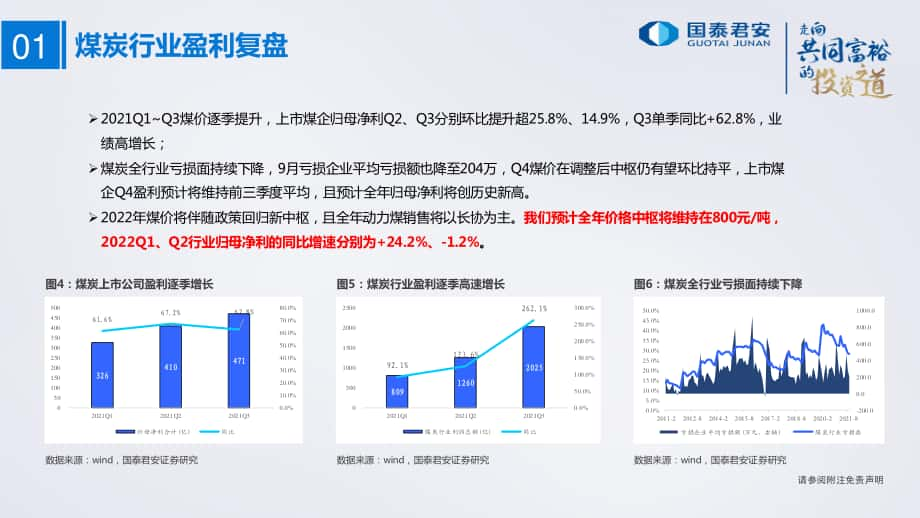 01 煤炭行业盈利复盘
国泰君安
GUOTAI JUNAN
走向
共同富裕
的投资之道
➢2021Q1~Q3煤价逐季提升，上市煤企归母净利Q2、Q3分别环比提升超25.8%、14.9%，Q3单季同比+62.8%，业
绩高增长；
➢煤炭全行业亏损面持续下降，9月亏损企业平均亏损额也降至204万，Q4煤价在调整后中枢仍有望环比持平，上市煤
企Q4盈利预计将维持前三季度平均，且预计全年归母净利将创历史新高。
➢2022年煤价将伴随政策回归新中枢，且全年动力煤销售将以长协为主。我们预计全年价格中枢将维持在800元/吨，
2022Q1、Q2行业归母净利的同比增速分别为+24.2%、-1.2%。
图4：煤炭上市公司盈利逐季增长
500
450
400
350
300
250
200
150
100
50
0
61.6%
67.2%
62.8%
326
410
471
80.0%
70.0%
60.0%
50.0%
40.0%
30.0%
20.0%
10.0%
0.0%
2021Q1 2021Q2 2021Q3
归母净利合计(亿) 同比
数据来源：wind，国泰君安证券研究
图5：煤炭行业盈利逐季高速增长
2500
2000
1500
1000
500
0
92.1%
123.6%
262.1%
809
1260
2025
300.0%
250.0%
200.0%
150.0%
100.0%
50.0%
0.0%
2021Q1 2021Q2 2021Q3
煤炭行业利润总额(亿) 同比
数据来源：wind，国泰君安证券研究
图6：煤炭全行业亏损面持续下降
50.0%
45.0%
40.0%
35.0%
30.0%
25.0%
20.0%
15.0%
10.0%
5.0%
0.0%
1,000.0
800.0
600.0
400.0
200.0
0.0
-200.0
2011-2 2012-5 2013-8 2014-11 2016-2 2017-5 2018-8 2020-2 2021-8
亏损企业平均亏损额(万元，右轴) 煤炭行业亏损面
数据来源：wind，国泰君安证券研究
请参阅附注免责声明